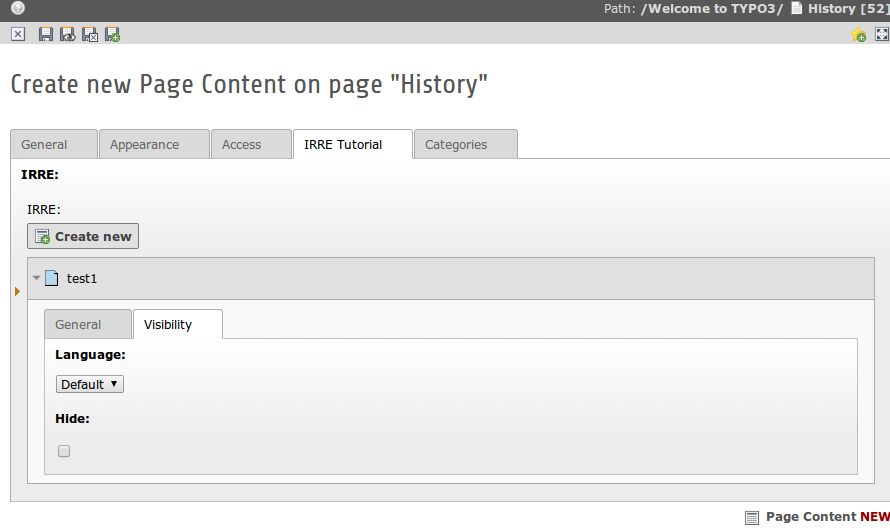 Path: /Welcome to TYPO3/ History [52]
Create new Page Content on page "History"
General Appearance Access IRRE Tutorial Categories
IRRE:
IRRE:
Create new
test1
General Visibility
Language:
Default
Hide:
Page Content NEW